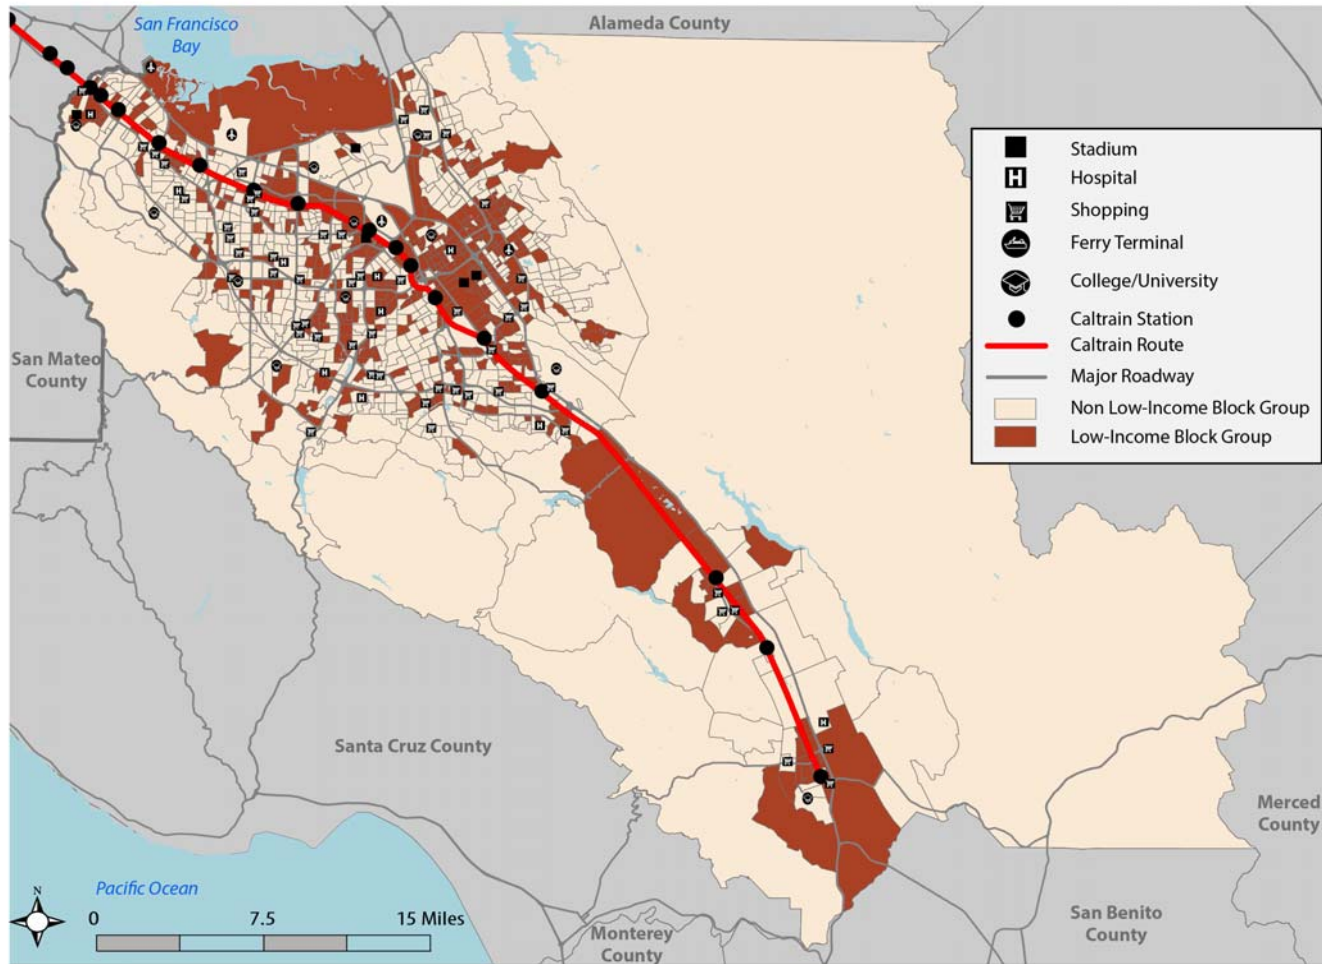 San Francisco
Bay
Alameda County
Stadium
H
Hospital
Shopping
Ferry Terminal
College/University
Caltrain Station
Caltrain Route
Major Roadway
Non Low-Income Block Group
Low-Income Block Group
San Mateo
County
Santa Cruz County
Merced
County
Pacific Ocean
N
0
7.5
15 Miles
Monterey
County
San Benito
County